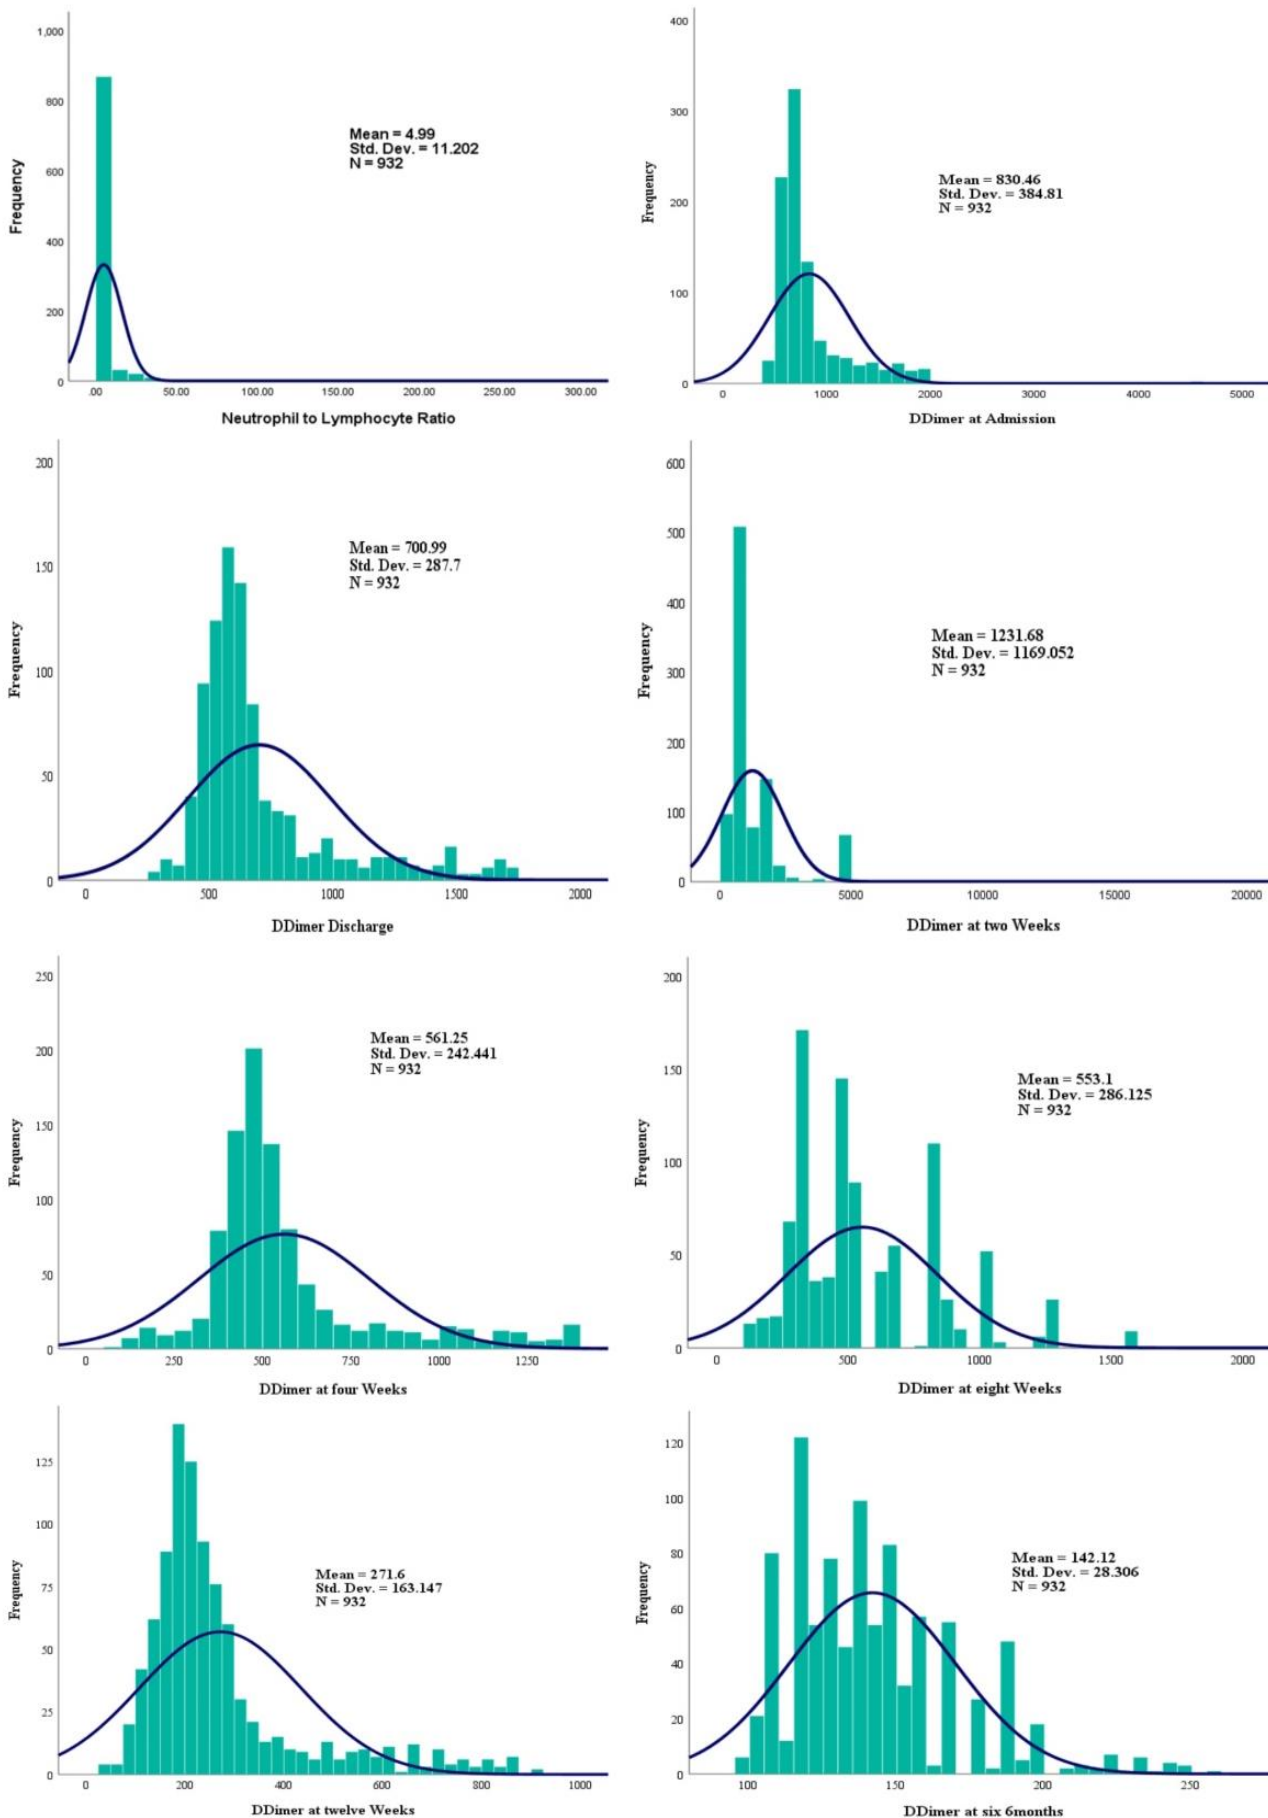 1,000
800
600
400
200
0
Frequency
Mean = 4.99
Std. Dev. = 11.202
N = 932
.00 50.00 100.00 150.00 200.00 250.00 300.00
Neutrophil to Lymphocyte Ratio
400
300
200
100
0
Frequency
Mean = 830.46
Std. Dev. = 384.81
N = 932
0 1000 2000 3000 4000 5000
DDimer at Admission
200
150
100
50
0
Frequency
Mean = 700.99
Std. Dev. = 287.7
N = 932
0 500 1000 1500 2000
DDimer Discharge
600
500
400
300
200
100
0
Frequency
Mean = 1231.68
Std. Dev. = 1169.052
N = 932
0 5000 10000 15000 20000
DDimer at two Weeks
250
200
150
100
50
0
Frequency
Mean = 561.25
Std. Dev. = 242.441
N = 932
0 250 500 750 1000 1250
DDimer at four Weeks
200
150
100
50
0
Frequency
Mean = 553.1
Std. Dev. = 286.125
N = 932
0 500 1000 1500 2000
DDimer at eight Weeks
125
100
75
50
25
0
Frequency
Mean = 271.6
Std. Dev. = 163.147
N = 932
0 200 400 600 800 1000
DDimer at twelve Weeks
120
100
80
60
40
20
0
Frequency
Mean = 142.12
Std. Dev. = 28.306
N = 932
100 150 200 250
DDimer at six 6months